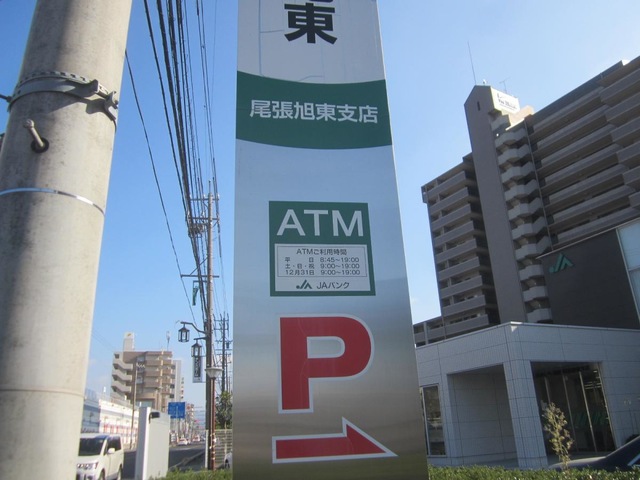 東
尾張旭東支店
ATM
ATMご利用時間
平 日 8:45～19:00
土・日・祝 9:00～19:00
12月31日 9:00～19:00
JAバンク
P
JA